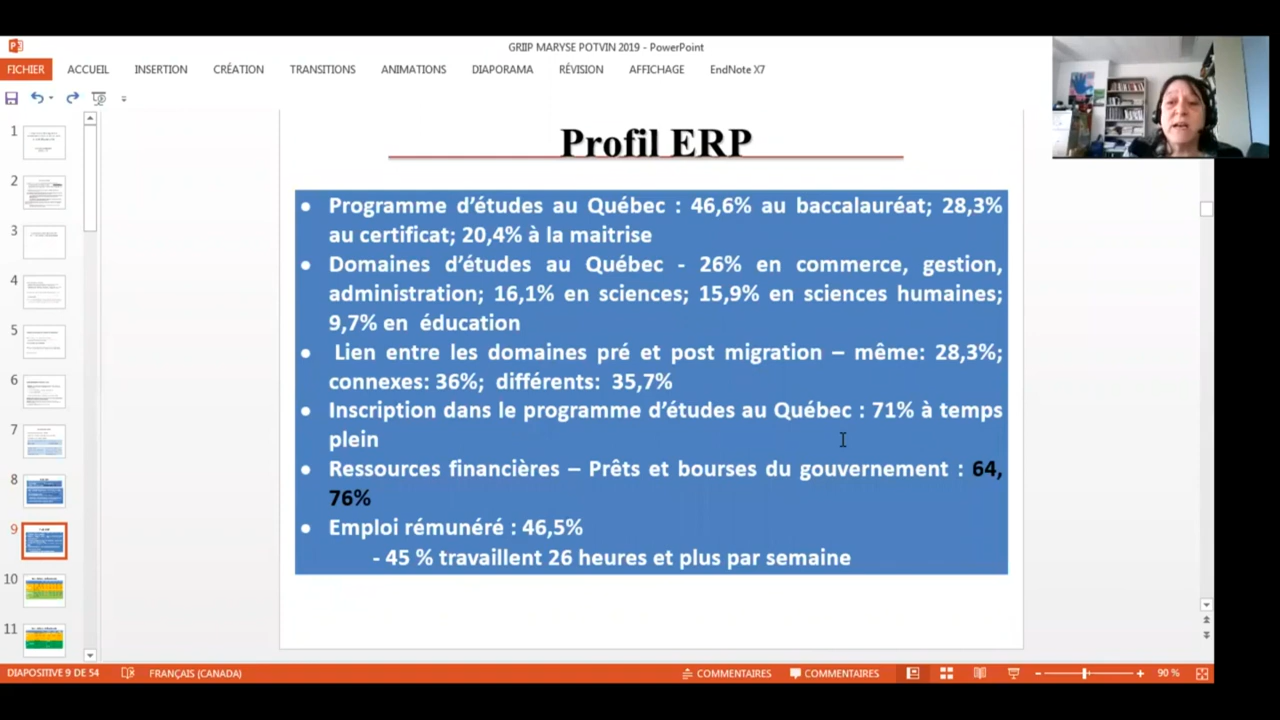 GRIIP MARYSE POTVIN 2019 - PowerPoint
FICHIER ACCUEIL INSERTION CRÉATION TRANSITIONS ANIMATIONS DIAPORAMA RÉVISION AFFICHAGE EndNote X7
1
2
3
4
5
6
7
8
9
10
11
Profil ERP
• Programme d'études au Québec : 46,6% au baccalauréat; 28,3%
au certificat; 20,4% à la maitrise
• Domaines d'études au Québec - 26% en commerce, gestion,
administration; 16,1% en sciences; 15,9% en sciences humaines;
9,7% en éducation
• Lien entre les domaines pré et post migration – même: 28,3%;
connexes: 36%; différents: 35,7%
• Inscription dans le programme d'études au Québec : 71% à temps
plein
• Ressources financières – Prêts et bourses du gouvernement : 64,
76%
• Emploi rémunéré : 46,5%
- 45 % travaillent 26 heures et plus par semaine
DIAPOSITIVE 9 DE 54 FRANÇAIS (CANADA) COMMENTAIRES COMMENTAIRES 90 %